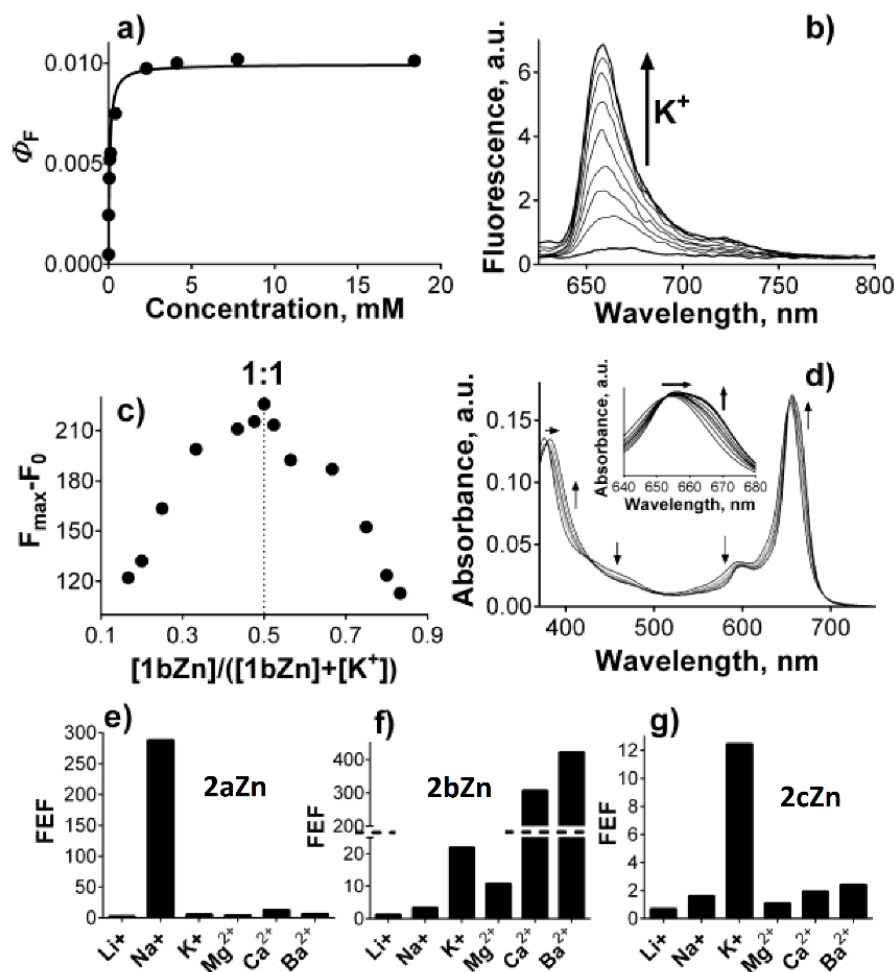 a)
0.010
0.005
0.000
ΦF
0 5 10 15 20
Concentration, mM
b)
6
4
2
0
Fluorescence, a.u.
K+
650 700 750 800
Wavelength, nm
1:1
c)
210
180
150
120
Fmax-F0
0.1 0.3 0.5 0.7 0.9
[1bZn]/([1bZn]+[K+])
d)
0.15
0.10
0.05
0.00
Absorbance, a.u.
400 500 600 700
Wavelength, nm
Absorbance, a.u.
640 650 660 670 680
Wavelength, nm
e)
300
250
200
150
100
50
0
FEF
2aZn
Li+ Na+ K+ Mg2+ Ca2+ Ba2+
f)
400
300
200
20
10
0
FEF
2bZn
Li+ Na+ K+ Mg2+ Ca2+ Ba2+
g)
12
10
8
6
4
2
0
FEF
2cZn
Li+ Na+ K+ Mg2+ Ca2+ Ba2+